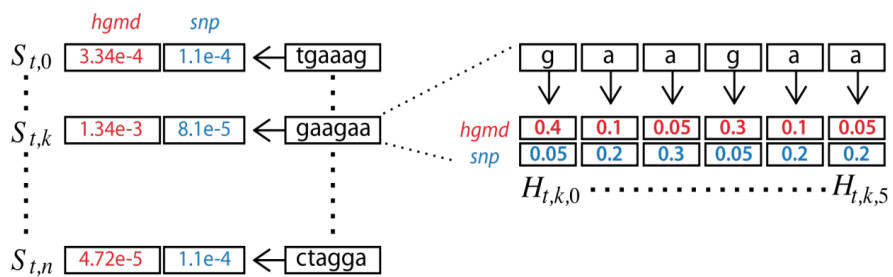 hgmd snp
S t,0 3.34e-4 1.1e-4 tgaaag
g a a g a a
S t,k 1.34e-3 8.1e-5 gaagaa
hgmd 0.4 0.1 0.05 0.3 0.1 0.05
snp 0.05 0.2 0.3 0.05 0.2 0.2
H t,k,0 H t,k,5
S t,n 4.72e-5 1.1e-4 ctagga